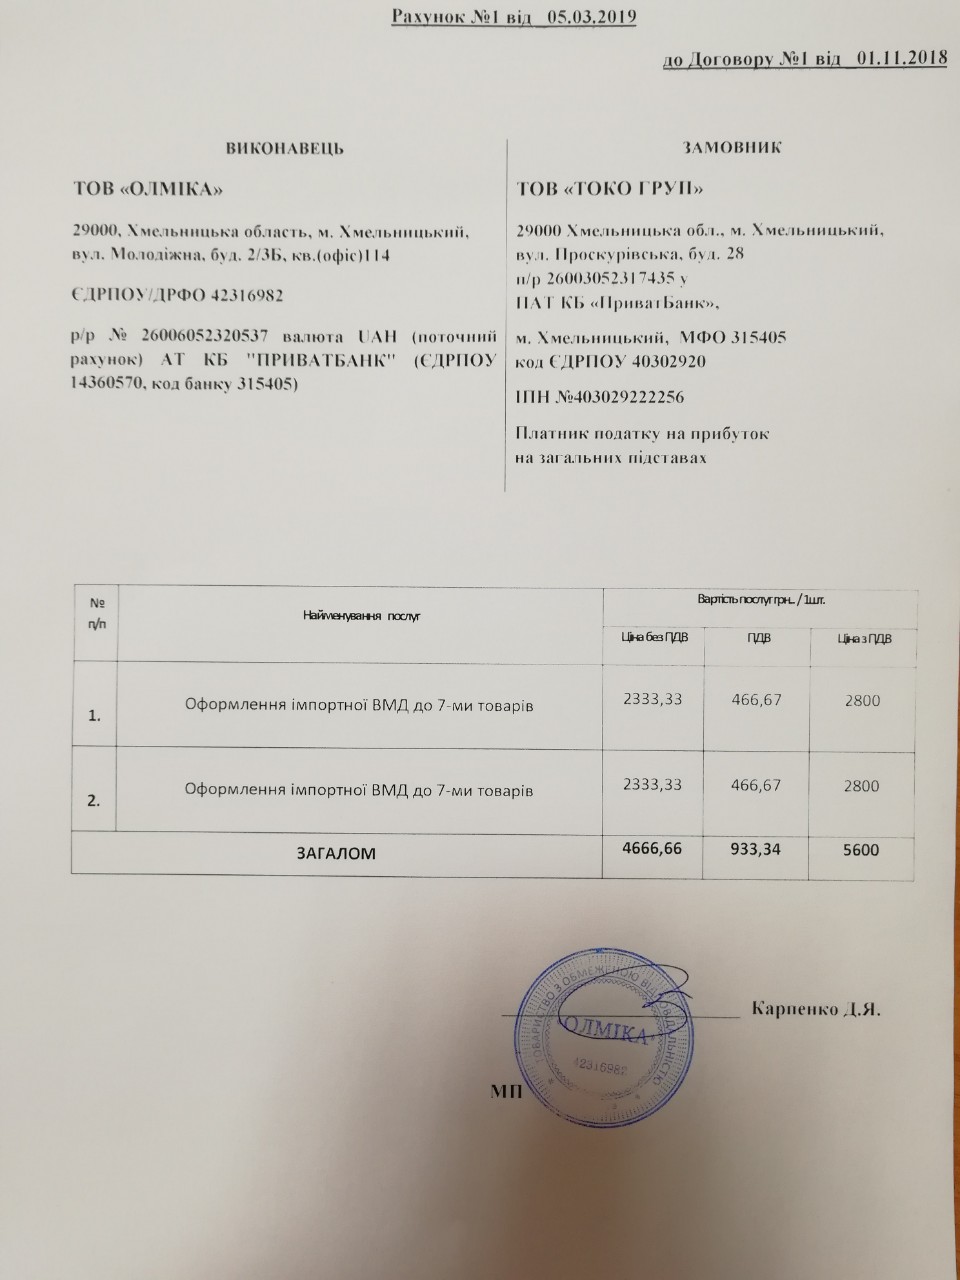 Рахунок №1 від   05.03.2019
до Договору №1 від   01.11.2018
ВИКОНАВЕЦЬ
ТОВ «ОЛМІКА»
29000, Хмельницька область, м. Хмельницький,
вул. Молодіжна, буд. 2/3Б, кв.(офіс)114
ЄДРПОУ/ДРФО 42316982
р/р № 26006052320537 валюта UAH (поточний
рахунок) АТ КБ "ПРИВАТБАНК" (ЄДРПОУ
14360570, код банку 315405)
ЗАМОВНИК
ТОВ «ТОКО ГРУП»
29000 Хмельницька обл., м. Хмельницький,
вул. Проскурівська, буд. 28
п/р 26003052317435 у
ПАТ КБ «ПриватБанк»,
м. Хмельницький, МФО 315405
код ЄДРПОУ 40302920
ІПН №403029222256
Платник податку на прибуток
на загальних підставах
№
п/п
Найменування послуг
Вартість послуг грн.. / 1шт.
Ціна без ПДВ
ПДВ
Ціна з ПДВ
1.
Оформлення імпортної ВМД до 7-ми товарів
2333,33
466,67
2800
2.
Оформлення імпортної ВМД до 7-ми товарів
2333,33
466,67
2800
ЗАГАЛОМ
4666,66
933,34
5600
Карпенко Д.Я.
МП
ТОВАРИСТВО З ОБМЕЖЕНОЮ ВІДПОВІДАЛЬНІСТЮ
"ОЛМІКА"
42316982